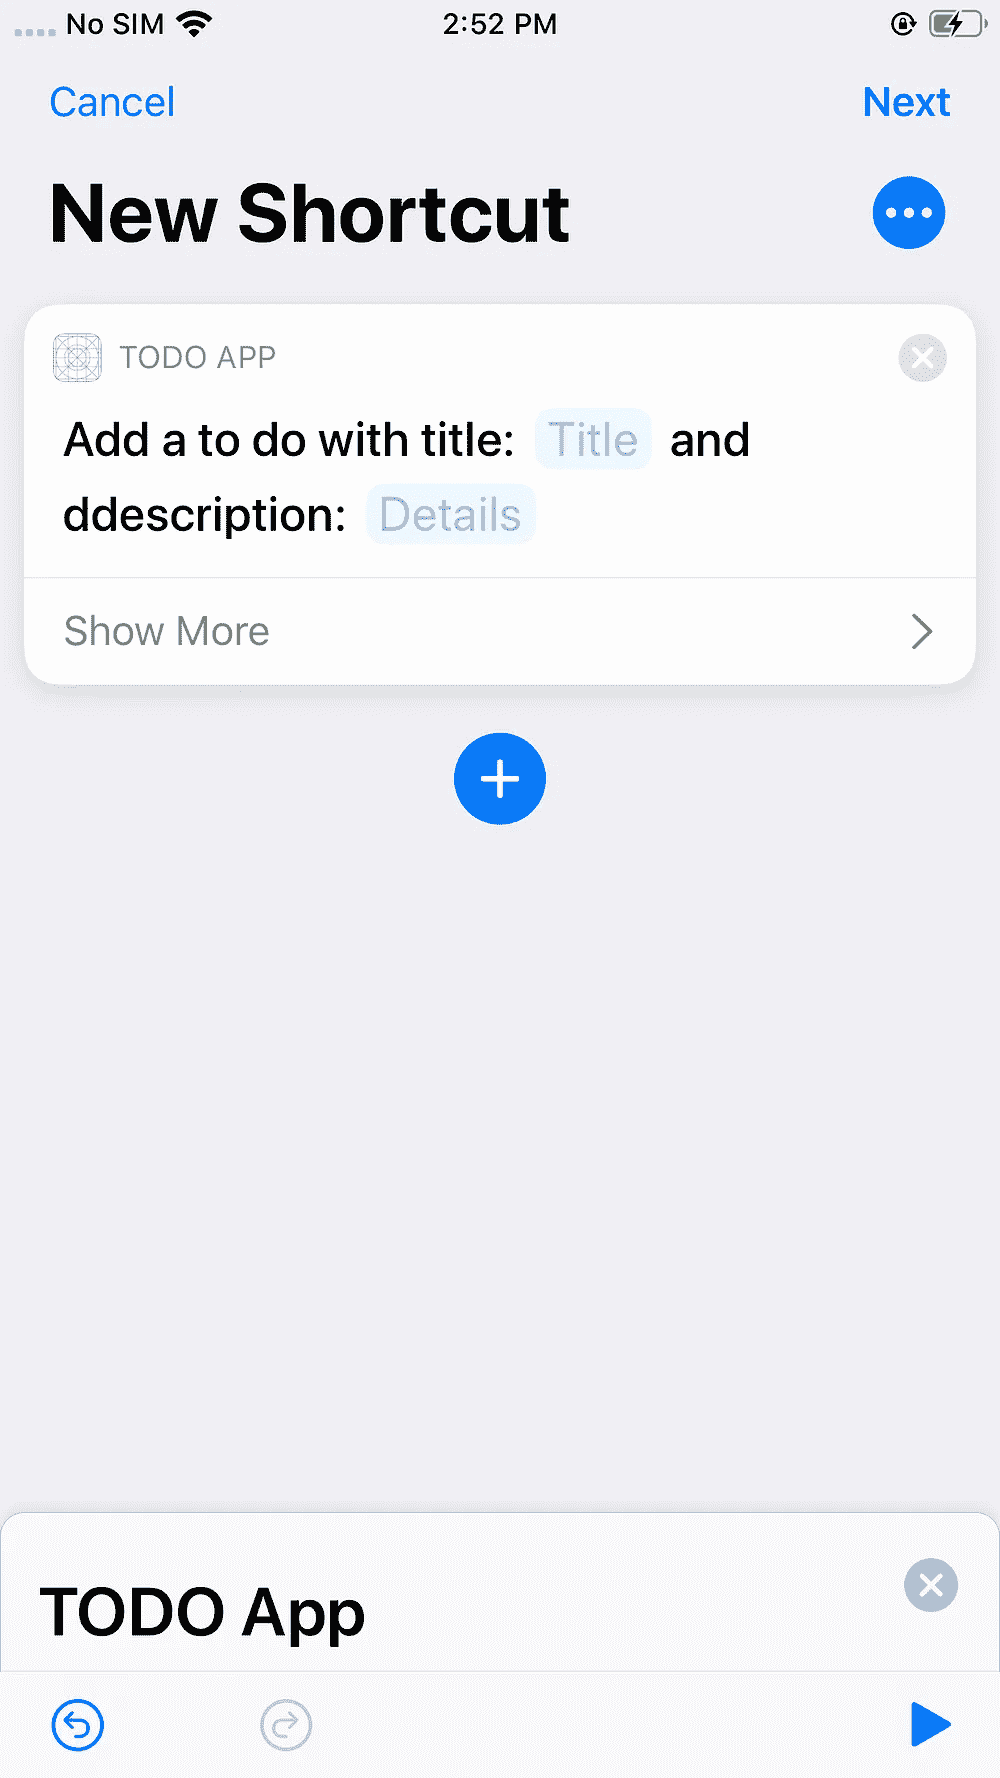 No SIM 2:52 PM
Cancel Next
New Shortcut
TODO APP
Add a to do with title: Title and
ddescription: Details
Show More
TODO App